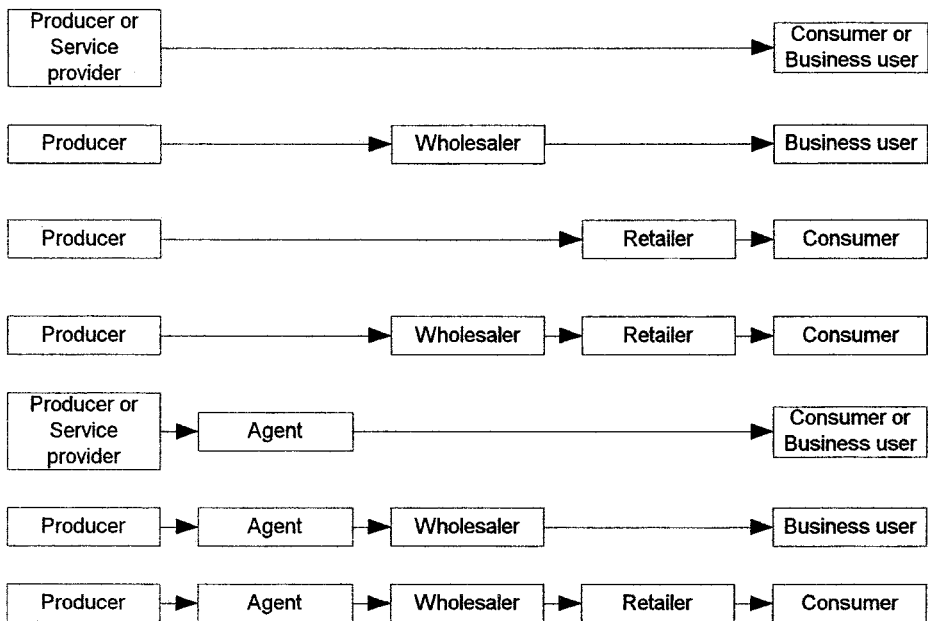 Producer or
Service
provider
Consumer or
Business user
Producer
Wholesaler
Business user
Producer
Retailer
Consumer
Producer
Wholesaler
Retailer
Consumer
Producer or
Service
provider
Agent
Consumer or
Business user
Producer
Agent
Wholesaler
Business user
Producer
Agent
Wholesaler
Retailer
Consumer